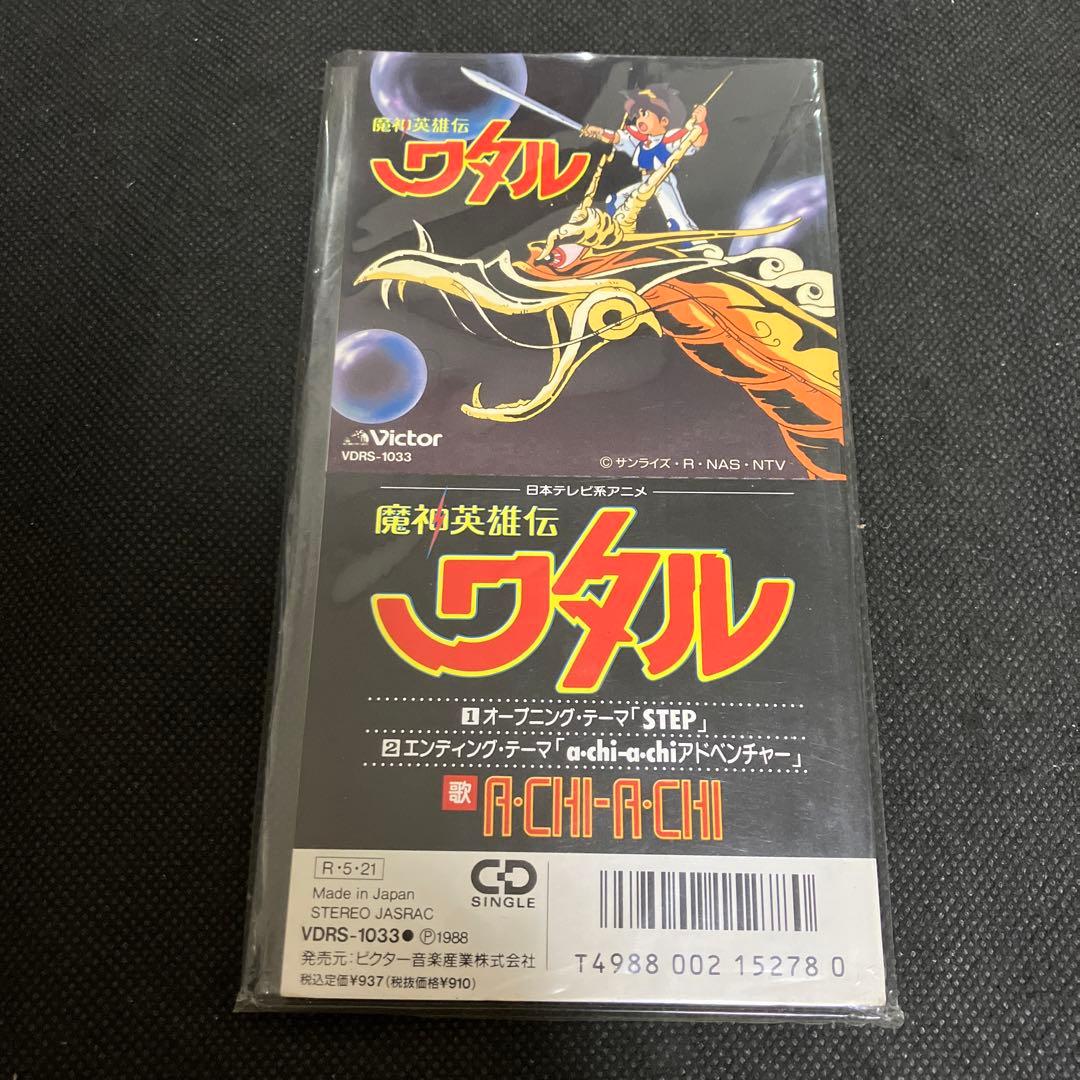 魔神英雄伝
ワタル
Victor
VDRS-1033
© サンライズ・R・NAS・NTV
日本テレビ系アニメ
魔神英雄伝
ワタル
1 オープニング・テーマ「STEP」
2 エンディング・テーマ「a・chi-a・chiアドベンチャー」
歌 A・CHI-A・CHI
R・5・21
Made in Japan
STEREO JASRAC
VDRS-1033● Ⓟ1988
発売元:ビクター音楽産業株式会社
税込定価¥937(税抜価格¥910)
CD
SINGLE
T4988 002 15278 0